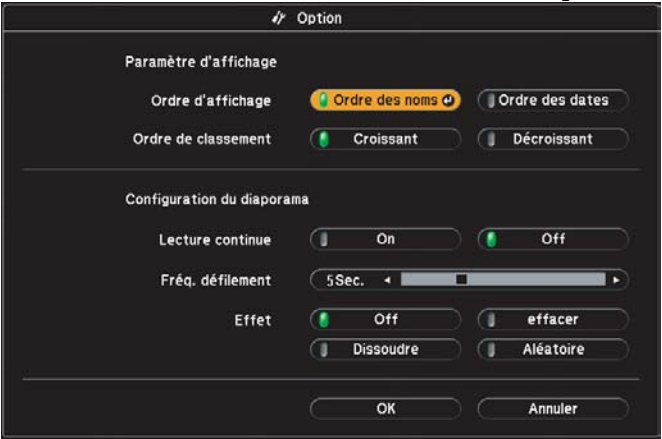 Option
Paramètre d'affichage
Ordre d'affichage Ordre des noms Ordre des dates
Ordre de classement Croissant Décroissant
Configuration du diaporama
Lecture continue On Off
Fréq. défilement 5Sec.
Effet Off effacer
Dissoudre Aléatoire
OK Annuler